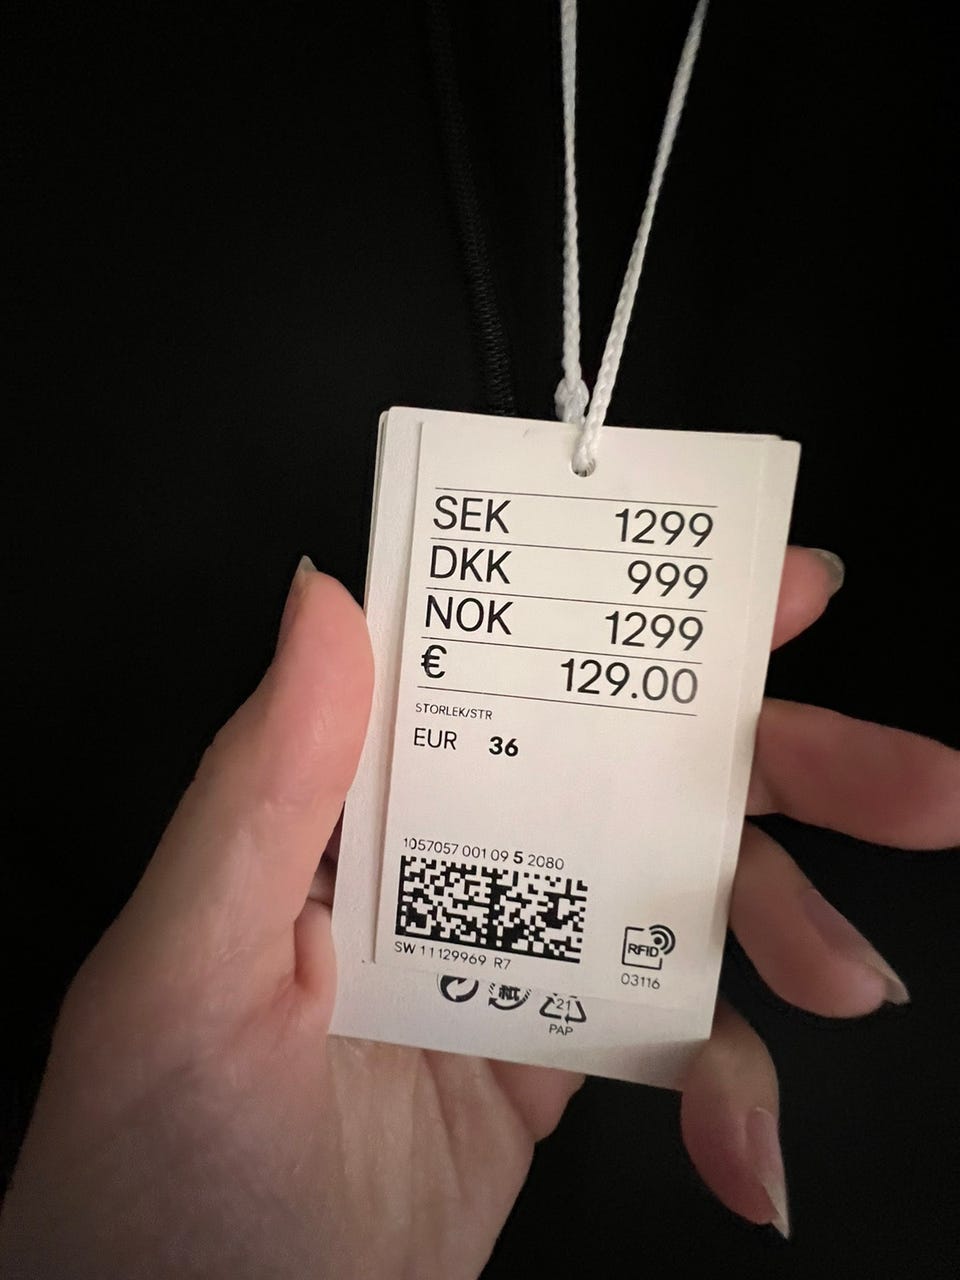 SEK 1299
DKK 999
NOK 1299
€ 129.00
STORLEK/STR
EUR 36
1057057 001 09 5 2080
SW 11129969 R7
RFID
03116
紙
21
PAP